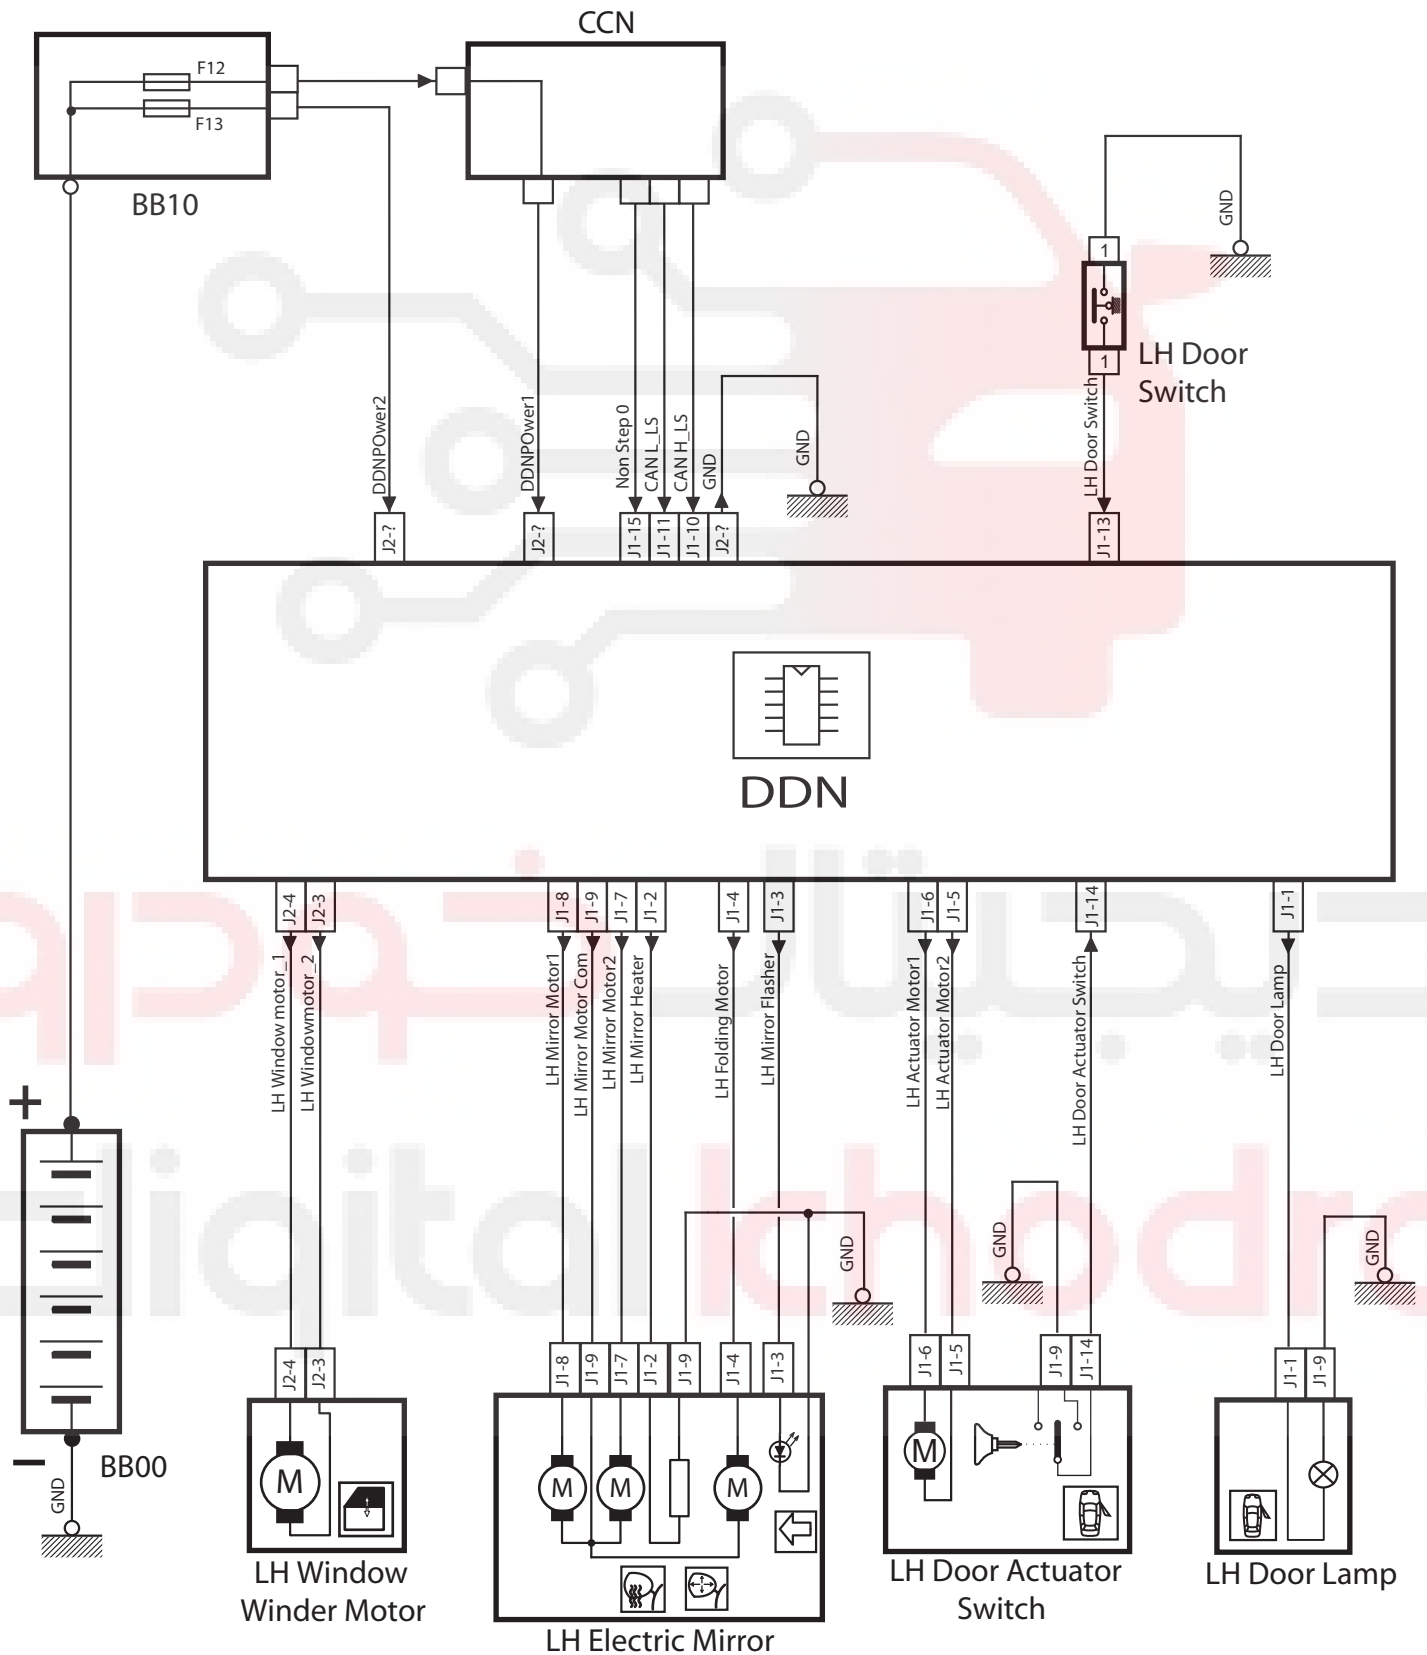 CCN
F12
F13
BB10
GND
1
1
LH Door
Switch
DDNPOwer2
DDNPOwer1
Non Step 0
CAN L_LS
CAN H_LS
GND
GND
LH Door Switch
J2-?
J2-?
J1-15
J1-11
J1-10
J2-?
J1-13
DDN
J2-4
J2-3
J1-8
J1-9
J1-7
J1-2
J1-4
J1-3
J1-6
J1-5
J1-14
J1-1
دیجیتال خودرو
LH Window motor_1
LH Windowmotor_2
LH Mirror Motor1
LH Mirror Motor Com
LH Mirror Motor2
LH Mirror Heater
LH Folding Motor
LH Mirror Flasher
LH Actuator Motor1
LH Actuator Motor2
LH Door Actuator Switch
LH Door Lamp
+
digital khodro
GND
GND
GND
J2-4
J2-3
J1-8
J1-9
J1-7
J1-2
J1-9
J1-4
J1-3
J1-6
J1-5
J1-9
J1-14
J1-1
J1-9
–
BB00
GND
M
M
M
M
M
LH Window
Winder Motor
LH Electric Mirror
LH Door Actuator
Switch
LH Door Lamp